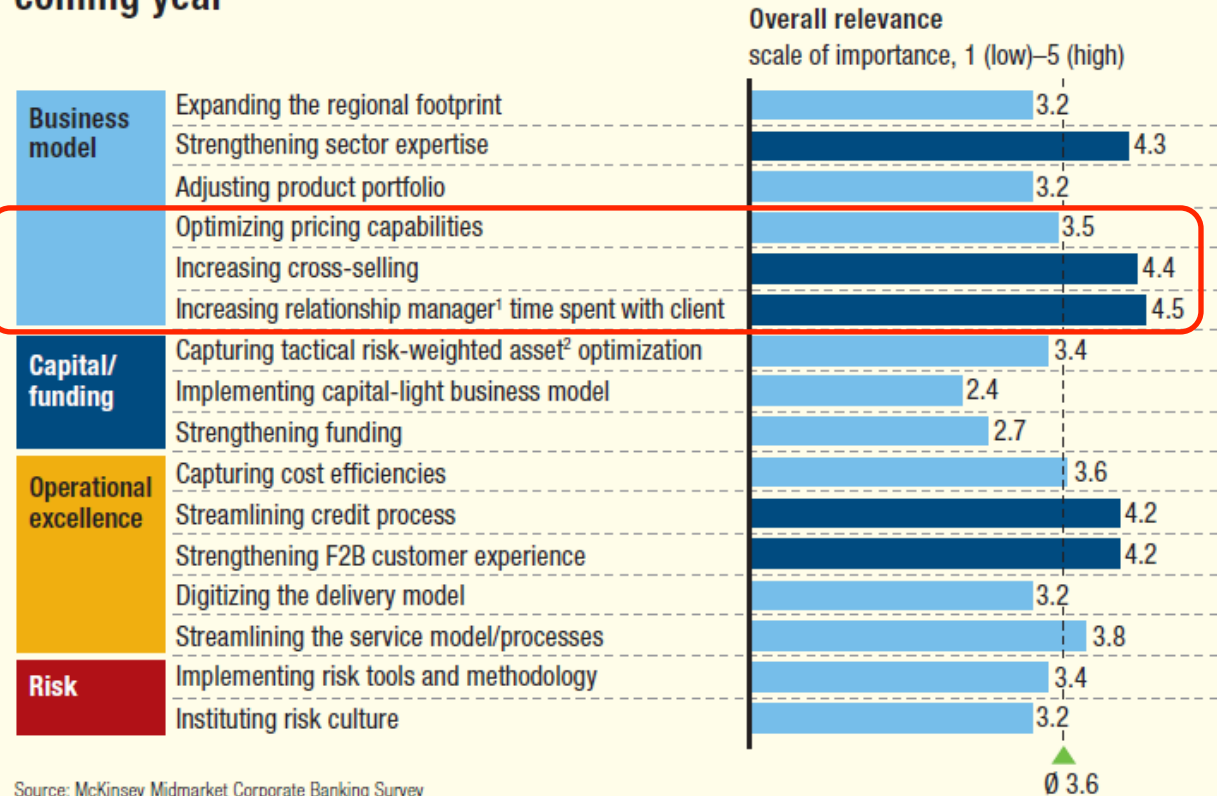 coming year
Overall relevance
scale of importance, 1 (low)–5 (high)
Business
model
Expanding the regional footprint
3.2
Strengthening sector expertise
4.3
Adjusting product portfolio
3.2
Optimizing pricing capabilities
3.5
Increasing cross-selling
4.4
Increasing relationship manager¹ time spent with client
4.5
Capital/
funding
Capturing tactical risk-weighted asset² optimization
3.4
Implementing capital-light business model
2.4
Strengthening funding
2.7
Operational
excellence
Capturing cost efficiencies
3.6
Streamlining credit process
4.2
Strengthening F2B customer experience
4.2
Digitizing the delivery model
3.2
Streamlining the service model/processes
3.8
Risk
Implementing risk tools and methodology
3.4
Instituting risk culture
3.2
Ø 3.6
Source: McKinsey Midmarket Corporate Banking Survey